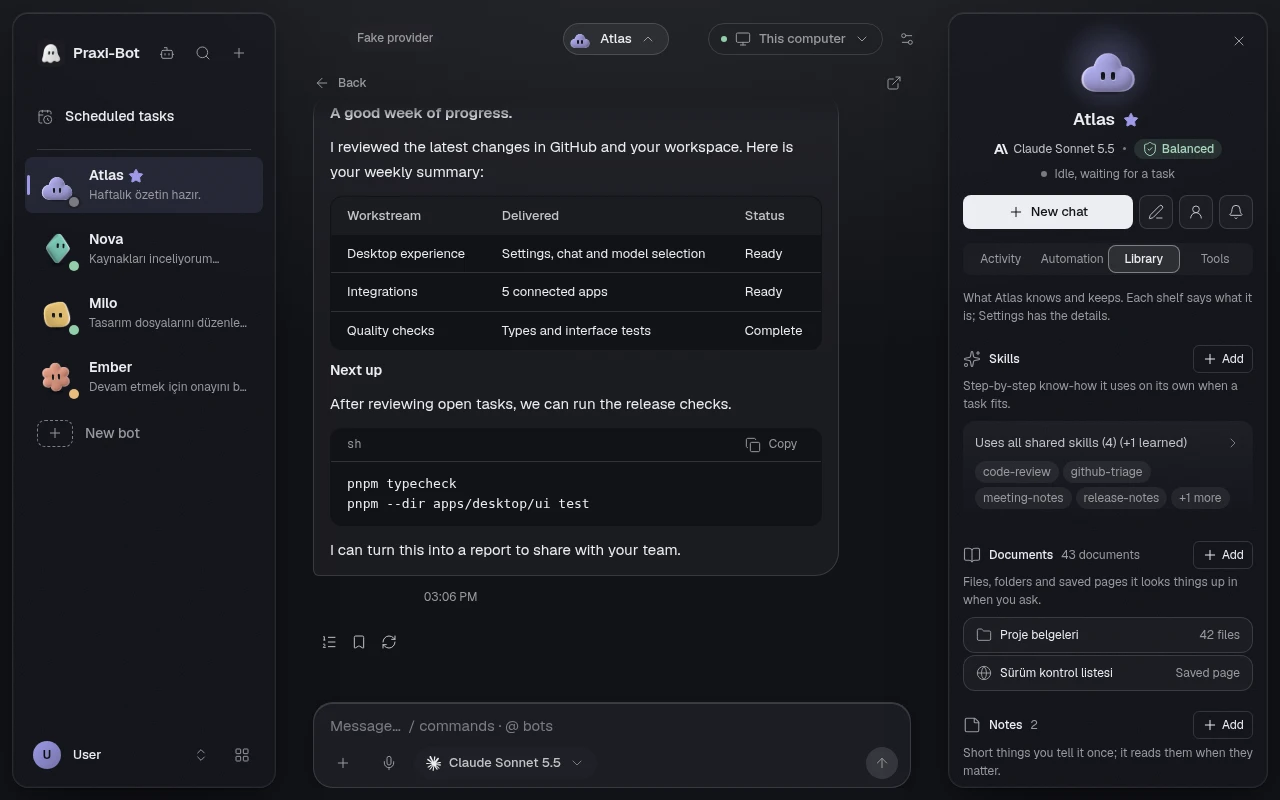 Praxi-Bot
Scheduled tasks
Atlas
Haftalık özetin hazır.
Nova
Kaynakları inceliyorum…
Milo
Tasarım dosyalarını düzenle…
Ember
Devam etmek için onayını b…
New bot
U
User
Fake provider
Atlas
This computer
Back
A good week of progress.
I reviewed the latest changes in GitHub and your workspace. Here is
your weekly summary:
Workstream Delivered Status
Desktop experience Settings, chat and model selection Ready
Integrations 5 connected apps Ready
Quality checks Types and interface tests Complete
Next up
After reviewing open tasks, we can run the release checks.
sh Copy
pnpm typecheck
pnpm --dir apps/desktop/ui test
I can turn this into a report to share with your team.
03:06 PM
Message… / commands · @ bots
Claude Sonnet 5.5
Atlas
Claude Sonnet 5.5 • Balanced
Idle, waiting for a task
New chat
Activity Automation Library Tools
What Atlas knows and keeps. Each shelf says what it
is; Settings has the details.
Skills Add
Step-by-step know-how it uses on its own when a
task fits.
Uses all shared skills (4) (+1 learned)
code-review github-triage
meeting-notes release-notes +1 more
Documents 43 documents Add
Files, folders and saved pages it looks things up in
when you ask.
Proje belgeleri 42 files
Sürüm kontrol listesi Saved page
Notes 2 Add
Short things you tell it once; it reads them when they
matter.